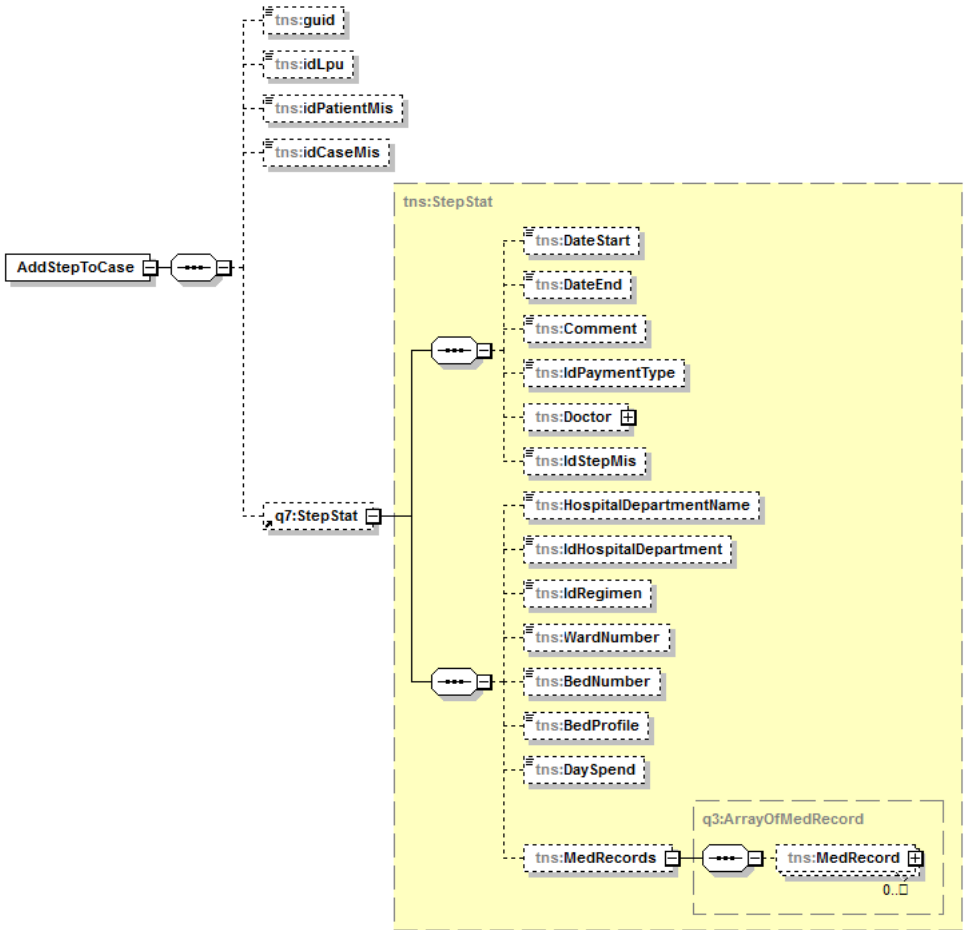 tns:guid
tns:idLpu
tns:idPatientMis
tns:idCaseMis
tns:StepStat
tns:DateStart
AddStepToCase
tns:DateEnd
tns:Comment
tns:IdPaymentType
tns:Doctor
tns:IdStepMis
q7:StepStat
tns:HospitalDepartmentName
tns:IdHospitalDepartment
tns:IdRegimen
tns:WardNumber
tns:BedNumber
tns:BedProfile
tns:DaySpend
q3:ArrayOfMedRecord
tns:MedRecords
tns:MedRecord
0..□